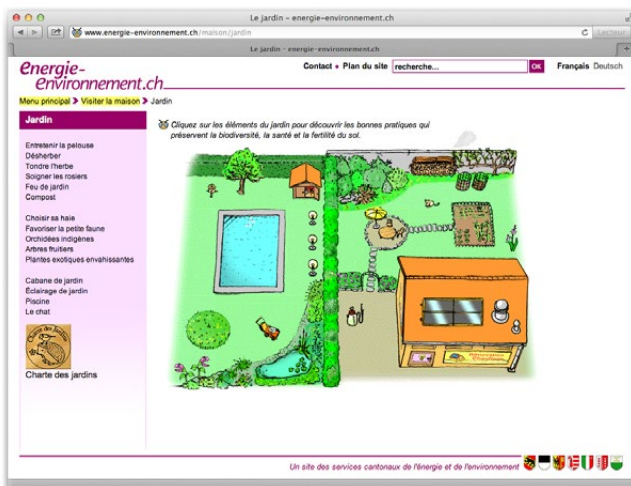 Le jardin – energie-environnement.ch
www.energie-environnement.ch/maison/jardin
Lecteur
Le jardin – energie-environnement.ch
energie-
environnement.ch
Contact • Plan du site
recherche...
OK
Français Deutsch
Menu principal > Visiter la maison > Jardin
Jardin
Cliquez sur les éléments du jardin pour découvrir les bonnes pratiques qui
préservent la biodiversité, la santé et la fertilité du sol.
Entretenir la pelouse
Désherber
Tondre l'herbe
Soigner les rosiers
Feu de jardin
Compost
Choisir sa haie
Favoriser la petite faune
Orchidées indigènes
Arbres fruitiers
Plantes exotiques envahissantes
Cabane de jardin
Éclairage de jardin
Piscine
Le chat
Charte des Jardins
Charte des jardins
Un site des services cantonaux de l'énergie et de l'environnement